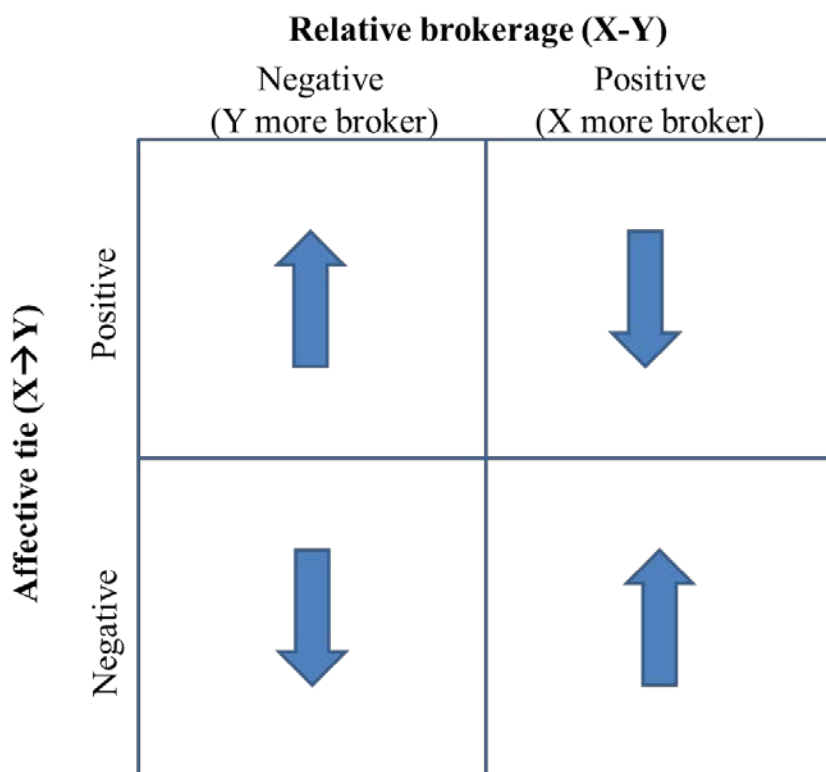 Relative brokerage (X-Y)
Negative
(Y more broker)
Positive
(X more broker)
Affective tie (X→Y)
Positive
Negative